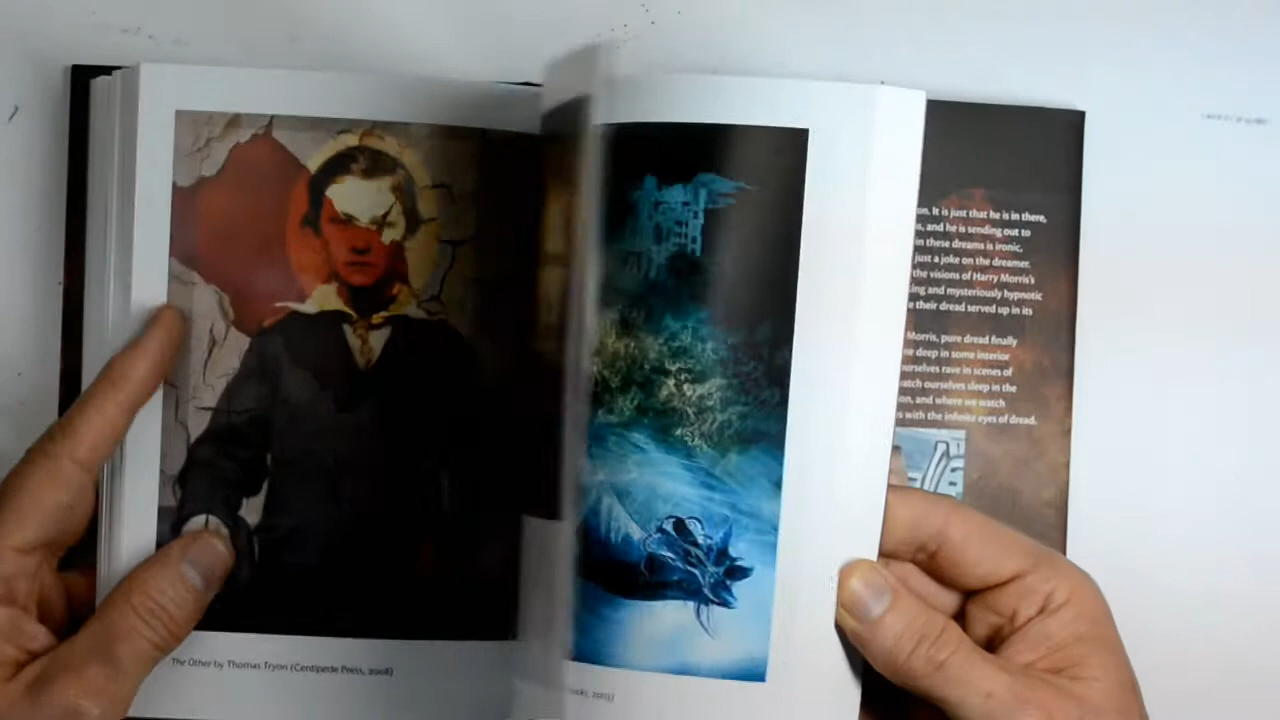 The Other by Thomas Tryon (Centipede Press, 2008)
on. It is just that he is in there,
s, and he is sending out to
in these dreams is ironic.
just a joke on the dreamer.
the visions of Harry Morris's
ing and mysteriously hypnotic
e their dread served up in its
Morris, pure dread finally
me deep in some interior
ourselves rave in scenes of
watch ourselves sleep in the
on, and where we watch
s with the infinite eyes of dread.